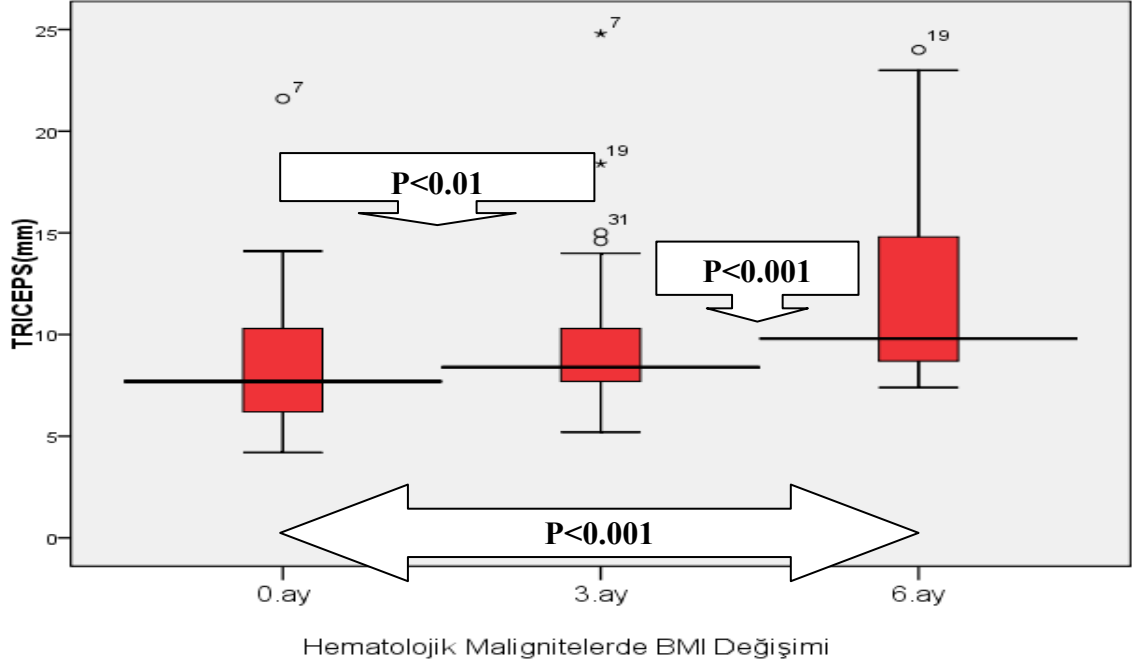 25
7
19
7
20
19
P<0.01
31
15
P<0.001
TRICEPS(mm)
10
5
P<0.001
0
0.ay 3.ay 6.ay
Hematolojik Malignitelerde BMI Değişimi